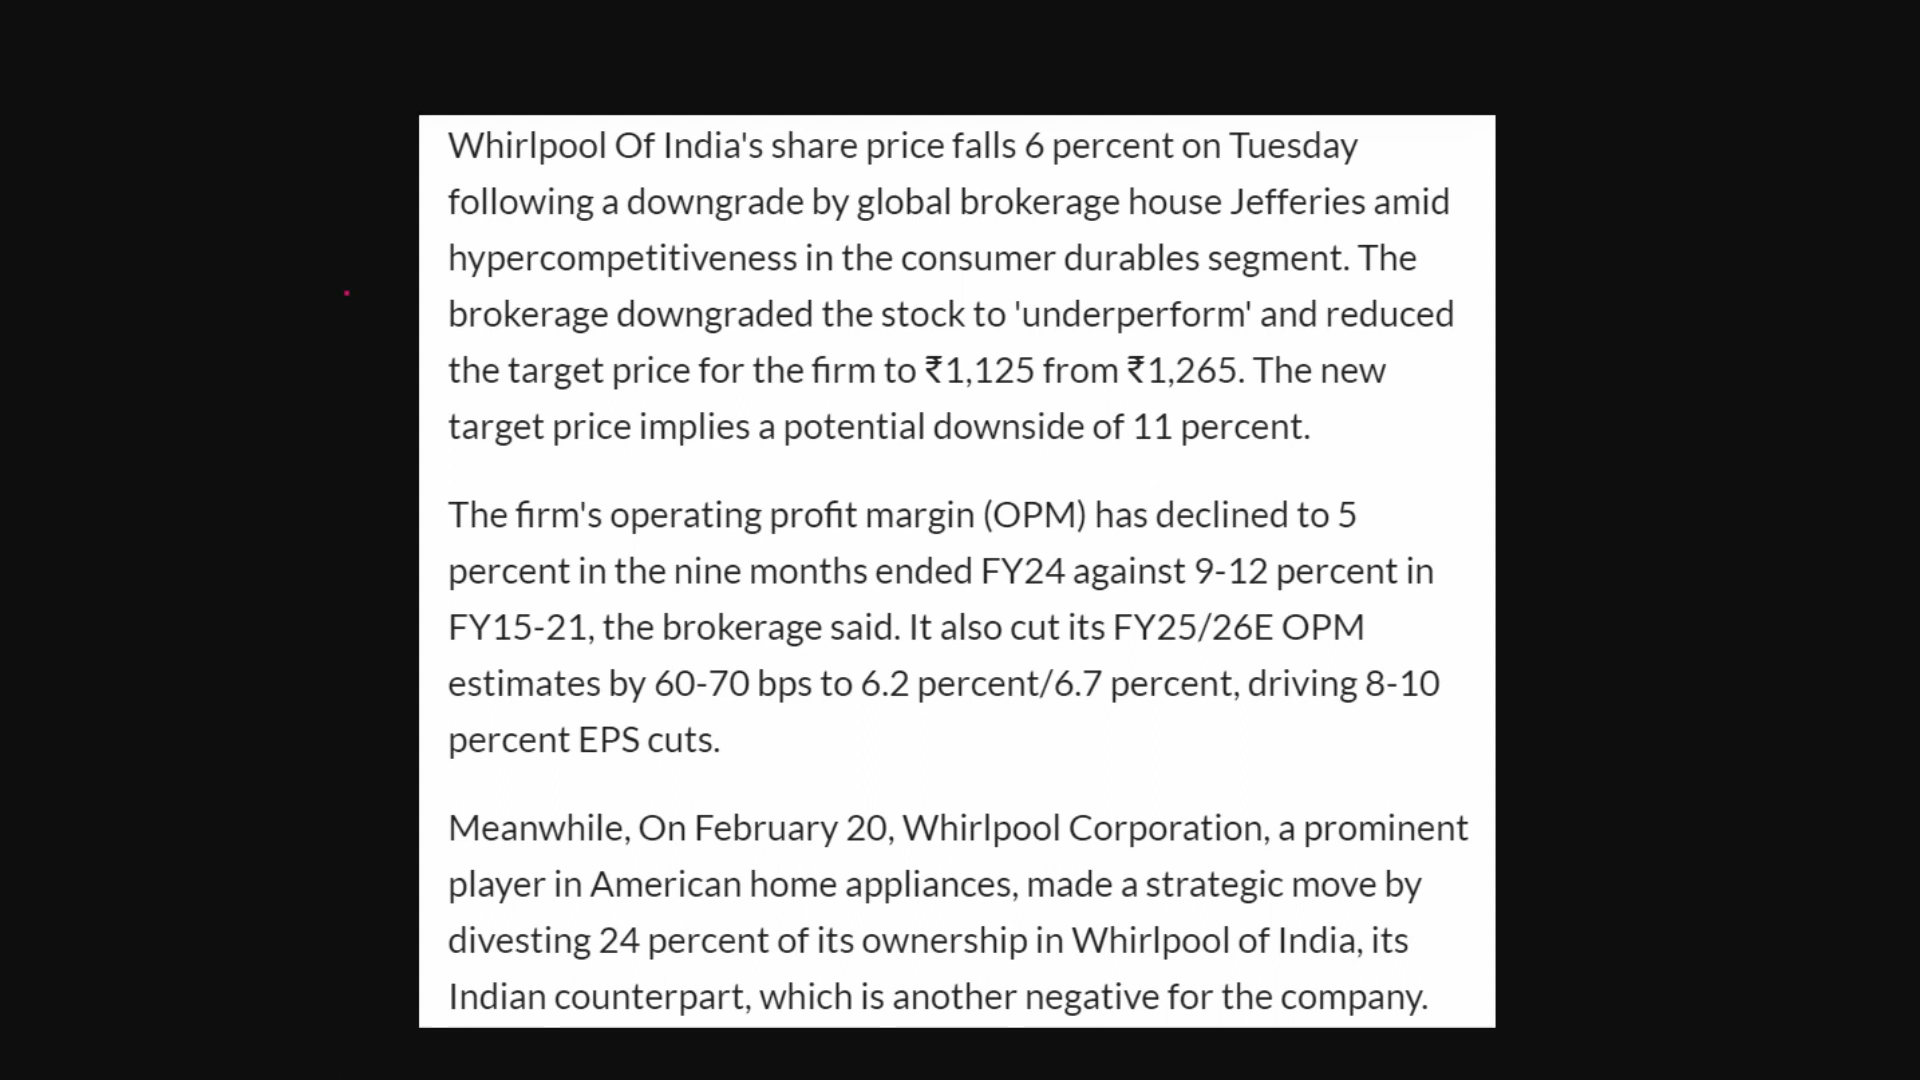 Whirlpool Of India's share price falls 6 percent on Tuesday
following a downgrade by global brokerage house Jefferies amid
hypercompetitiveness in the consumer durables segment. The
brokerage downgraded the stock to 'underperform' and reduced
the target price for the firm to ₹1,125 from ₹1,265. The new
target price implies a potential downside of 11 percent.
The firm's operating profit margin (OPM) has declined to 5
percent in the nine months ended FY24 against 9-12 percent in
FY15-21, the brokerage said. It also cut its FY25/26E OPM
estimates by 60-70 bps to 6.2 percent/6.7 percent, driving 8-10
percent EPS cuts.
Meanwhile, On February 20, Whirlpool Corporation, a prominent
player in American home appliances, made a strategic move by
divesting 24 percent of its ownership in Whirlpool of India, its
Indian counterpart, which is another negative for the company.